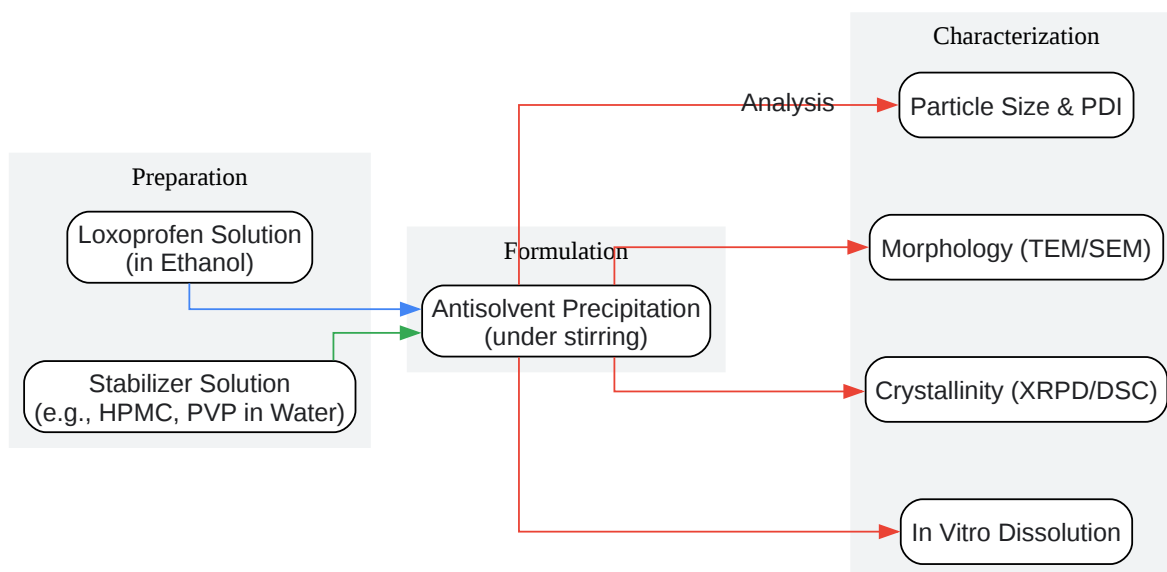 Preparation
Loxoprofen Solution
(in Ethanol)
Stabilizer Solution
(e.g., HPMC, PVP in Water)
Formulation
Antisolvent Precipitation
(under stirring)
Analysis
Characterization
Particle Size & PDI
Morphology (TEM/SEM)
Crystallinity (XRPD/DSC)
In Vitro Dissolution